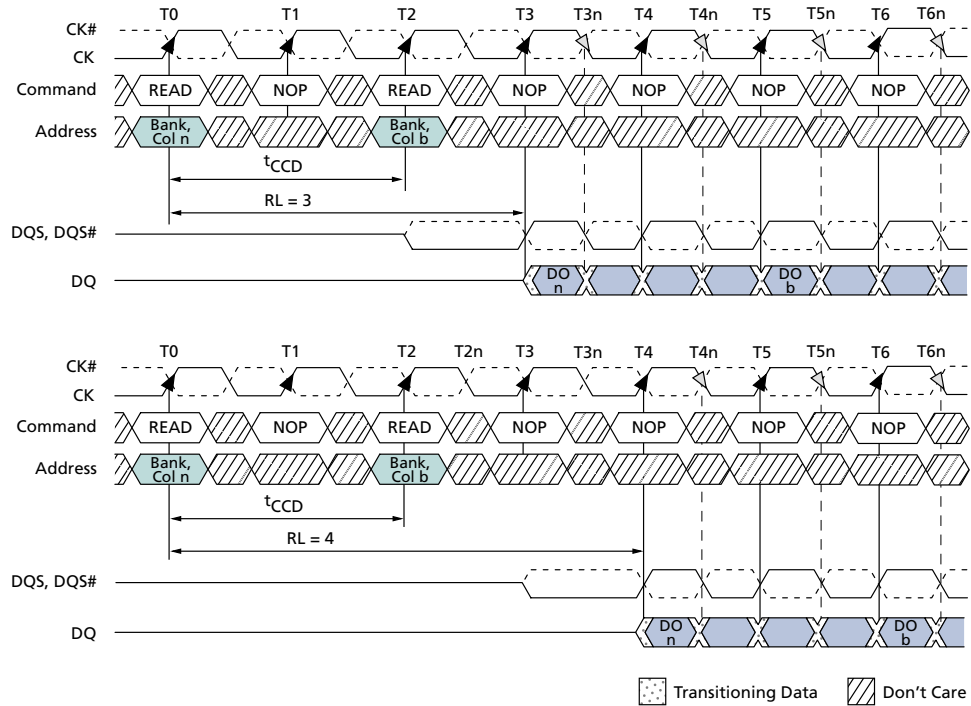 T0 T1 T2 T3 T3n T4 T4n T5 T5n T6 T6n
CK#
CK
Command READ NOP READ NOP NOP NOP NOP
Address Bank, Col n Bank, Col b
tCCD
RL = 3
DQS, DQS#
DQ DO n DO b
T0 T1 T2 T2n T3 T3n T4 T4n T5 T5n T6 T6n
CK#
CK
Command READ NOP READ NOP NOP NOP NOP
Address Bank, Col n Bank, Col b
tCCD
RL = 4
DQS, DQS#
DQ DO n DO b
Transitioning Data Don't Care